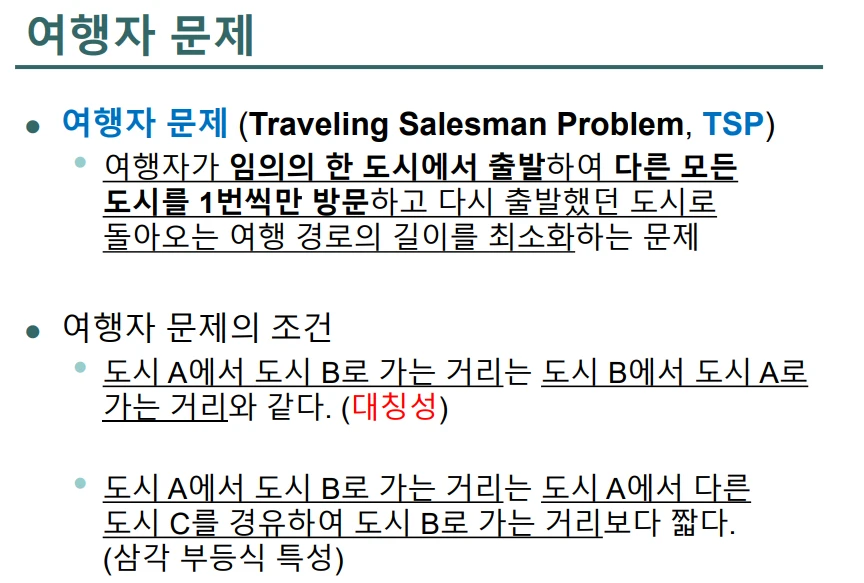 여행자 문제
여행자 문제 (Traveling Salesman Problem, TSP)
여행자가 임의의 한 도시에서 출발하여 다른 모든
도시를 1번씩만 방문하고 다시 출발했던 도시로
돌아오는 여행 경로의 길이를 최소화하는 문제
여행자 문제의 조건
도시 A에서 도시 B로 가는 거리는 도시 B에서 도시 A로
가는 거리와 같다. (대칭성)
도시 A에서 도시 B로 가는 거리는 도시 A에서 다른
도시 C를 경유하여 도시 B로 가는 거리보다 짧다.
(삼각 부등식 특성)